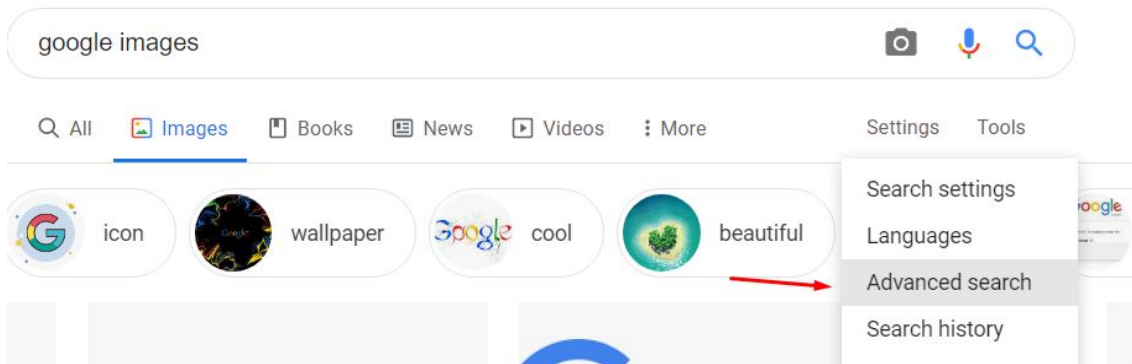 google images
All Images Books News Videos More
Settings Tools
icon wallpaper Google cool beautiful
Search settings
Languages
Advanced search
Search history